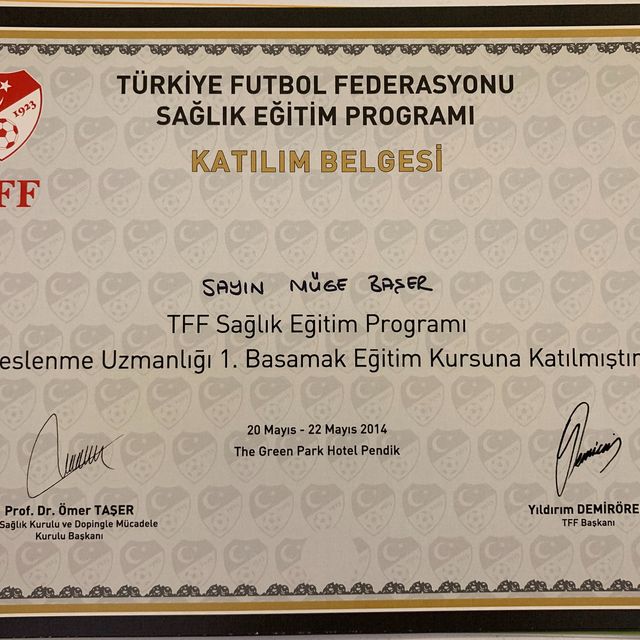 1923
FF
TÜRKİYE FUTBOL FEDERASYONU
SAĞLIK EĞİTİM PROGRAMI
KATILIM BELGESİ
SAYIN MÜGE BAŞER
TFF Sağlık Eğitim Programı
eslenme Uzmanlığı 1. Basamak Eğitim Kursuna Katılmıştır
20 Mayıs - 22 Mayıs 2014
The Green Park Hotel Pendik
Prof. Dr. Ömer TAŞER
Sağlık Kurulu ve Dopingle Mücadele
Kurulu Başkanı
Yıldırım DEMİRÖRE
TFF Başkanı